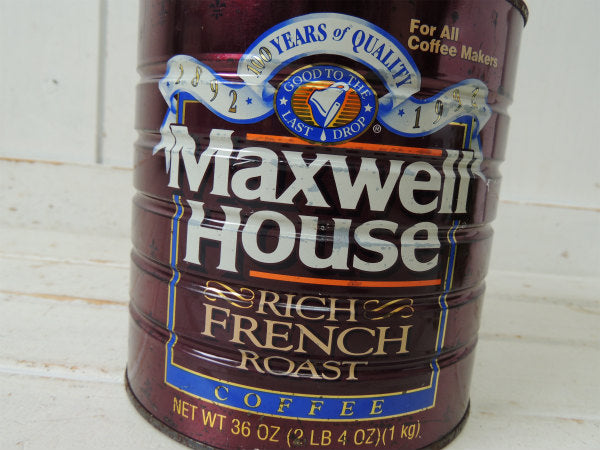 100 YEARS of QUALITY
1892 1992
For All
Coffee Makers
GOOD TO THE
LAST DROP
®
Maxwell
House
RICH
FRENCH
ROAST
COFFEE
NET WT 36 OZ (2 LB 4 OZ)(1 kg)